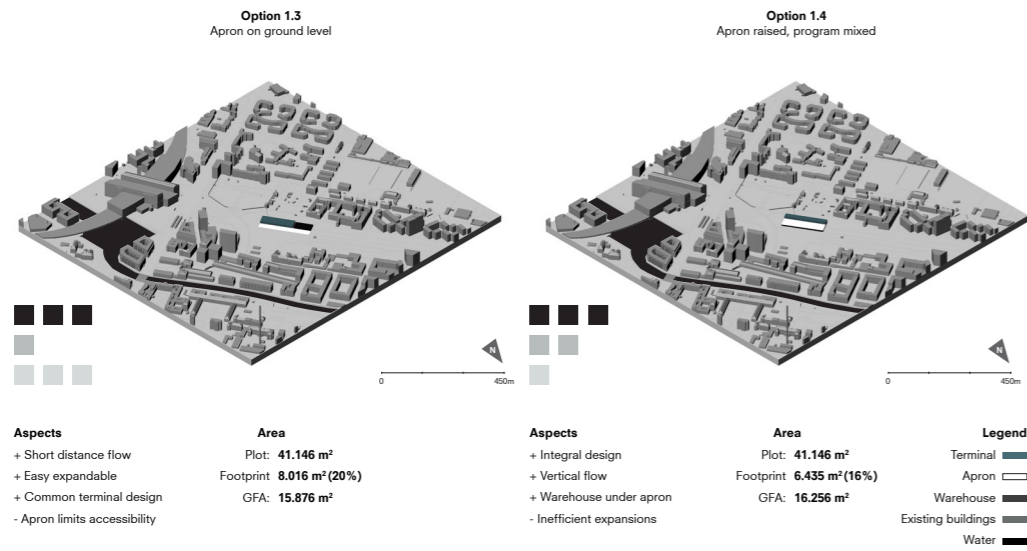 Option 1.3
Apron on ground level
N
0 450m
Aspects
+ Short distance flow
+ Easy expandable
+ Common terminal design
- Apron limits accessibility
Area
Plot: 41.146 m²
Footprint 8.016 m² (20%)
GFA: 15.876 m²
Option 1.4
Apron raised, program mixed
N
0 450m
Aspects
+ Integral design
+ Vertical flow
+ Warehouse under apron
- Inefficient expansions
Area
Plot: 41.146 m²
Footprint 6.435 m² (16%)
GFA: 16.256 m²
Legend
Terminal
Apron
Warehouse
Existing buildings
Water